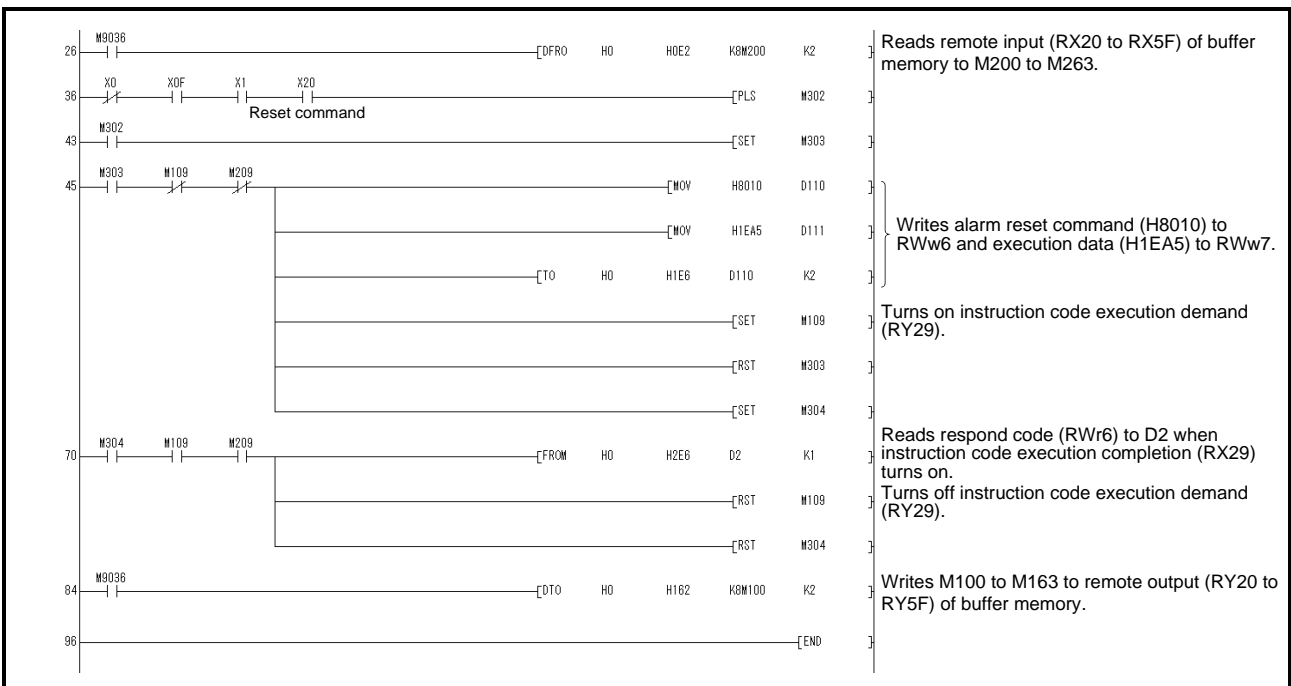 M9036
26 DFRO H0 H0E2 K8M200 K2
Reads remote input (RX20 to RX5F) of buffer
memory to M200 to M263.
X0 X0F X1 X20
36 PLS M302
Reset command
M302
43 SET M303
M303 M109 M209
45 MOV H8010 D110
MOV H1EA5 D111
Writes alarm reset command (H8010) to
RWw6 and execution data (H1EA5) to RWw7.
TO H0 H1E6 D110 K2
SET M109
Turns on instruction code execution demand
(RY29).
RST M303
SET M304
M304 M109 M209
70 FROM H0 H2E6 D2 K1
Reads respond code (RWr6) to D2 when
instruction code execution completion (RX29)
turns on.
RST M109
Turns off instruction code execution demand
(RY29).
RST M304
M9036
84 DTO H0 H162 K8M100 K2
Writes M100 to M163 to remote output (RY20 to
RY5F) of buffer memory.
96 END